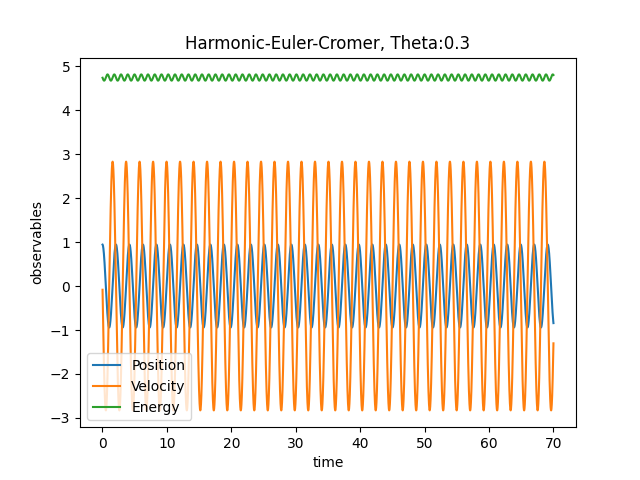 Harmonic-Euler-Cromer, Theta:0.3
observables
5
4
3
2
1
0
−1
−2
−3
Position
Velocity
Energy
0 10 20 30 40 50 60 70
time